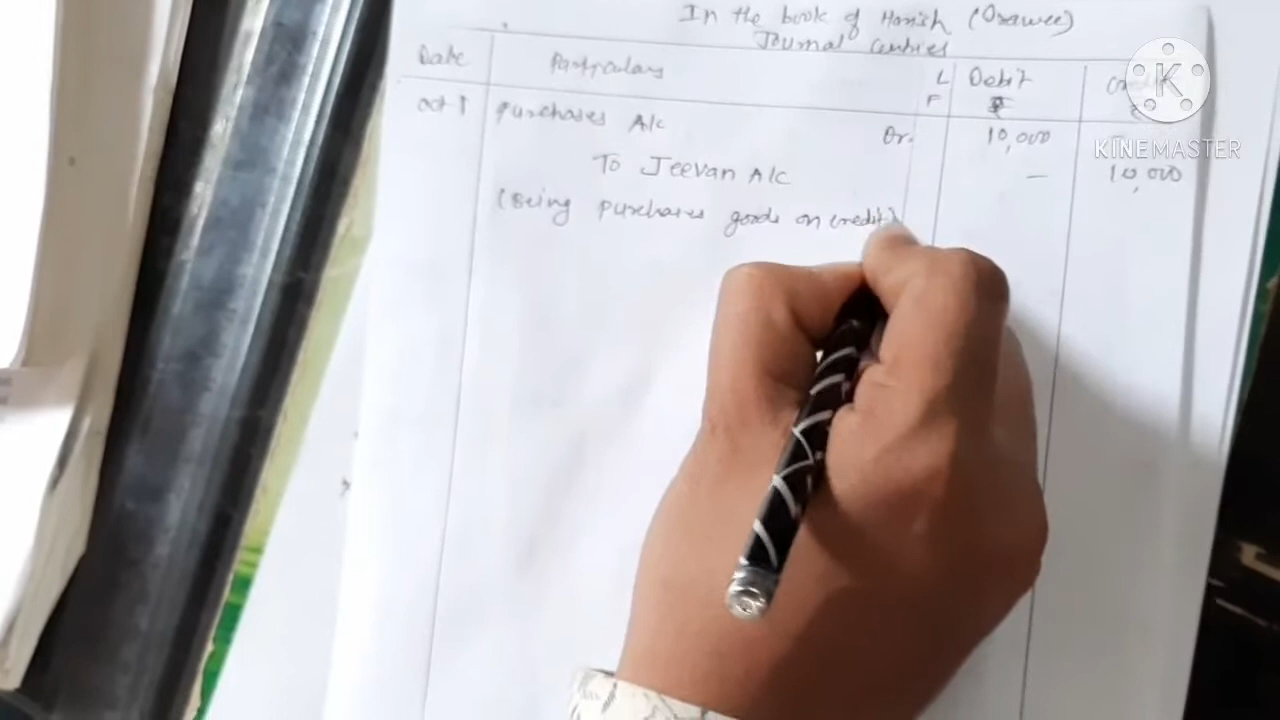 In the book of Harish (Drawee)
Journal entries
Date Particulars L F Debit ₹
Oct 1 purchases A/c Dr. 10,000
To Jeevan A/c — 10,000
(Being purchases goods on credit)
K
KINEMASTER